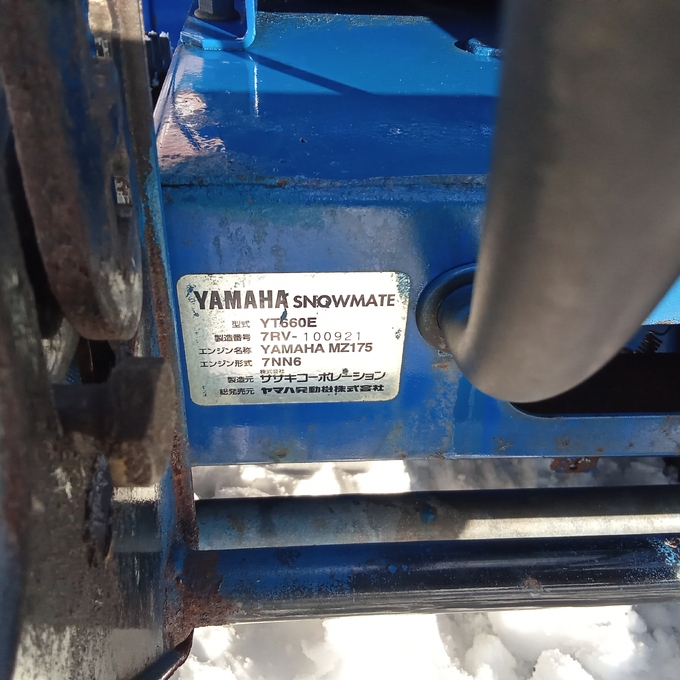 YAMAHA SNOWMATE
型式 YT660E
製造番号 7RV-100921
エンジン名称 YAMAHA MZ175
エンジン形式 7NN6
株式会社
製造元 ササキコーポレーション
総発売元 ヤマハ発動機株式会社